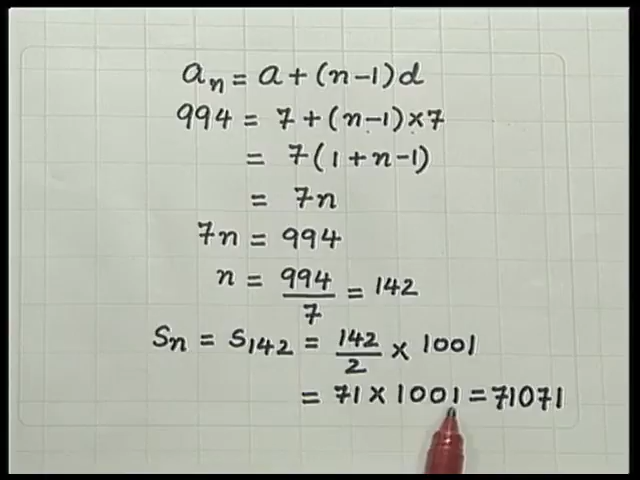 aₙ = a + (n-1)d
994 = 7 + (n-1) × 7
= 7(1 + n-1)
= 7n
7n = 994
n = 994/7 = 142
Sₙ = S₁₄₂ = 142/2 × 1001
= 71 × 1001 = 71071